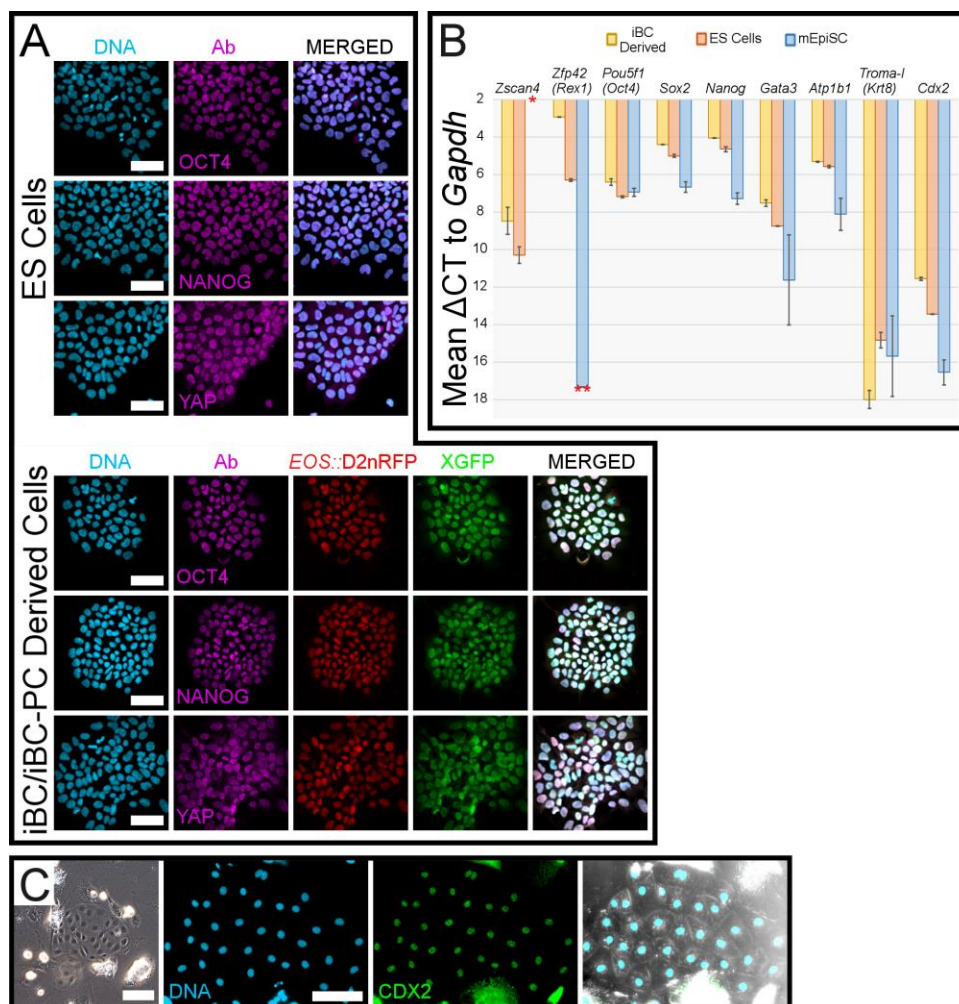 A
DNA Ab MERGED
ES Cells
OCT4
NANOG
YAP
iBC/iBC-PC Derived Cells
DNA Ab EOS::D2nRFP XGFP MERGED
OCT4
NANOG
YAP
B
iBC
Derived
ES Cells
mEpiSC
Zscan4
Zfp42
(Rex1)
Pou5f1
(Oct4)
Sox2
Nanog
Gata3
Atp1b1
Troma-I
(Krt8)
Cdx2
Mean ΔCT to Gapdh
2
4
6
8
10
12
14
16
18
*
**
C
DNA
CDX2